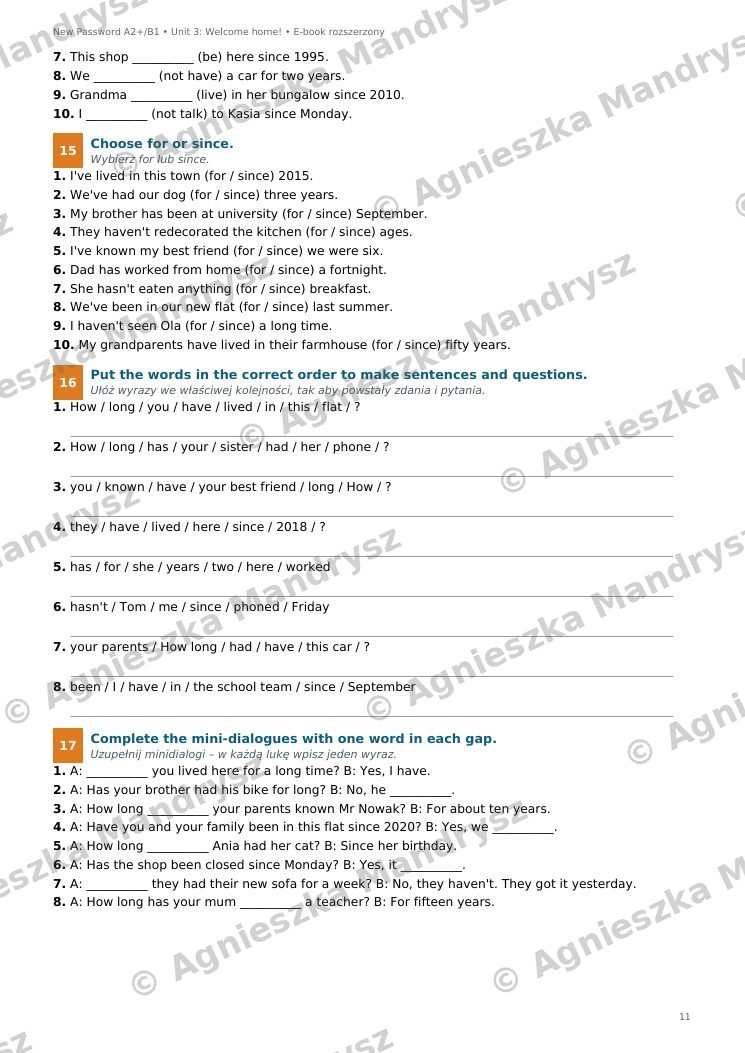 New Password A2+/B1 • Unit 3: Welcome home! • E-book rozszerzony
7. This shop __________ (be) here since 1995.
8. We __________ (not have) a car for two years.
9. Grandma __________ (live) in her bungalow since 2010.
10. I __________ (not talk) to Kasia since Monday.
15 Choose for or since.
Wybierz for lub since.
1. I've lived in this town (for / since) 2015.
2. We've had our dog (for / since) three years.
3. My brother has been at university (for / since) September.
4. They haven't redecorated the kitchen (for / since) ages.
5. I've known my best friend (for / since) we were six.
6. Dad has worked from home (for / since) a fortnight.
7. She hasn't eaten anything (for / since) breakfast.
8. We've been in our new flat (for / since) last summer.
9. I haven't seen Ola (for / since) a long time.
10. My grandparents have lived in their farmhouse (for / since) fifty years.
16 Put the words in the correct order to make sentences and questions.
Ułóż wyrazy we właściwej kolejności, tak aby powstały zdania i pytania.
1. How / long / you / have / lived / in / this / flat / ?
2. How / long / has / your / sister / had / her / phone / ?
3. you / known / have / your best friend / long / How / ?
4. they / have / lived / here / since / 2018 / ?
5. has / for / she / years / two / here / worked
6. hasn't / Tom / me / since / phoned / Friday
7. your parents / How long / had / have / this car / ?
8. been / I / have / in / the school team / since / September
17 Complete the mini-dialogues with one word in each gap.
Uzupełnij minidialogi – w każdą lukę wpisz jeden wyraz.
1. A: __________ you lived here for a long time? B: Yes, I have.
2. A: Has your brother had his bike for long? B: No, he __________.
3. A: How long __________ your parents known Mr Nowak? B: For about ten years.
4. A: Have you and your family been in this flat since 2020? B: Yes, we __________.
5. A: How long __________ Ania had her cat? B: Since her birthday.
6. A: Has the shop been closed since Monday? B: Yes, it __________.
7. A: __________ they had their new sofa for a week? B: No, they haven't. They got it yesterday.
8. A: How long has your mum __________ a teacher? B: For fifteen years.
11
© Agnieszka Mandrysz